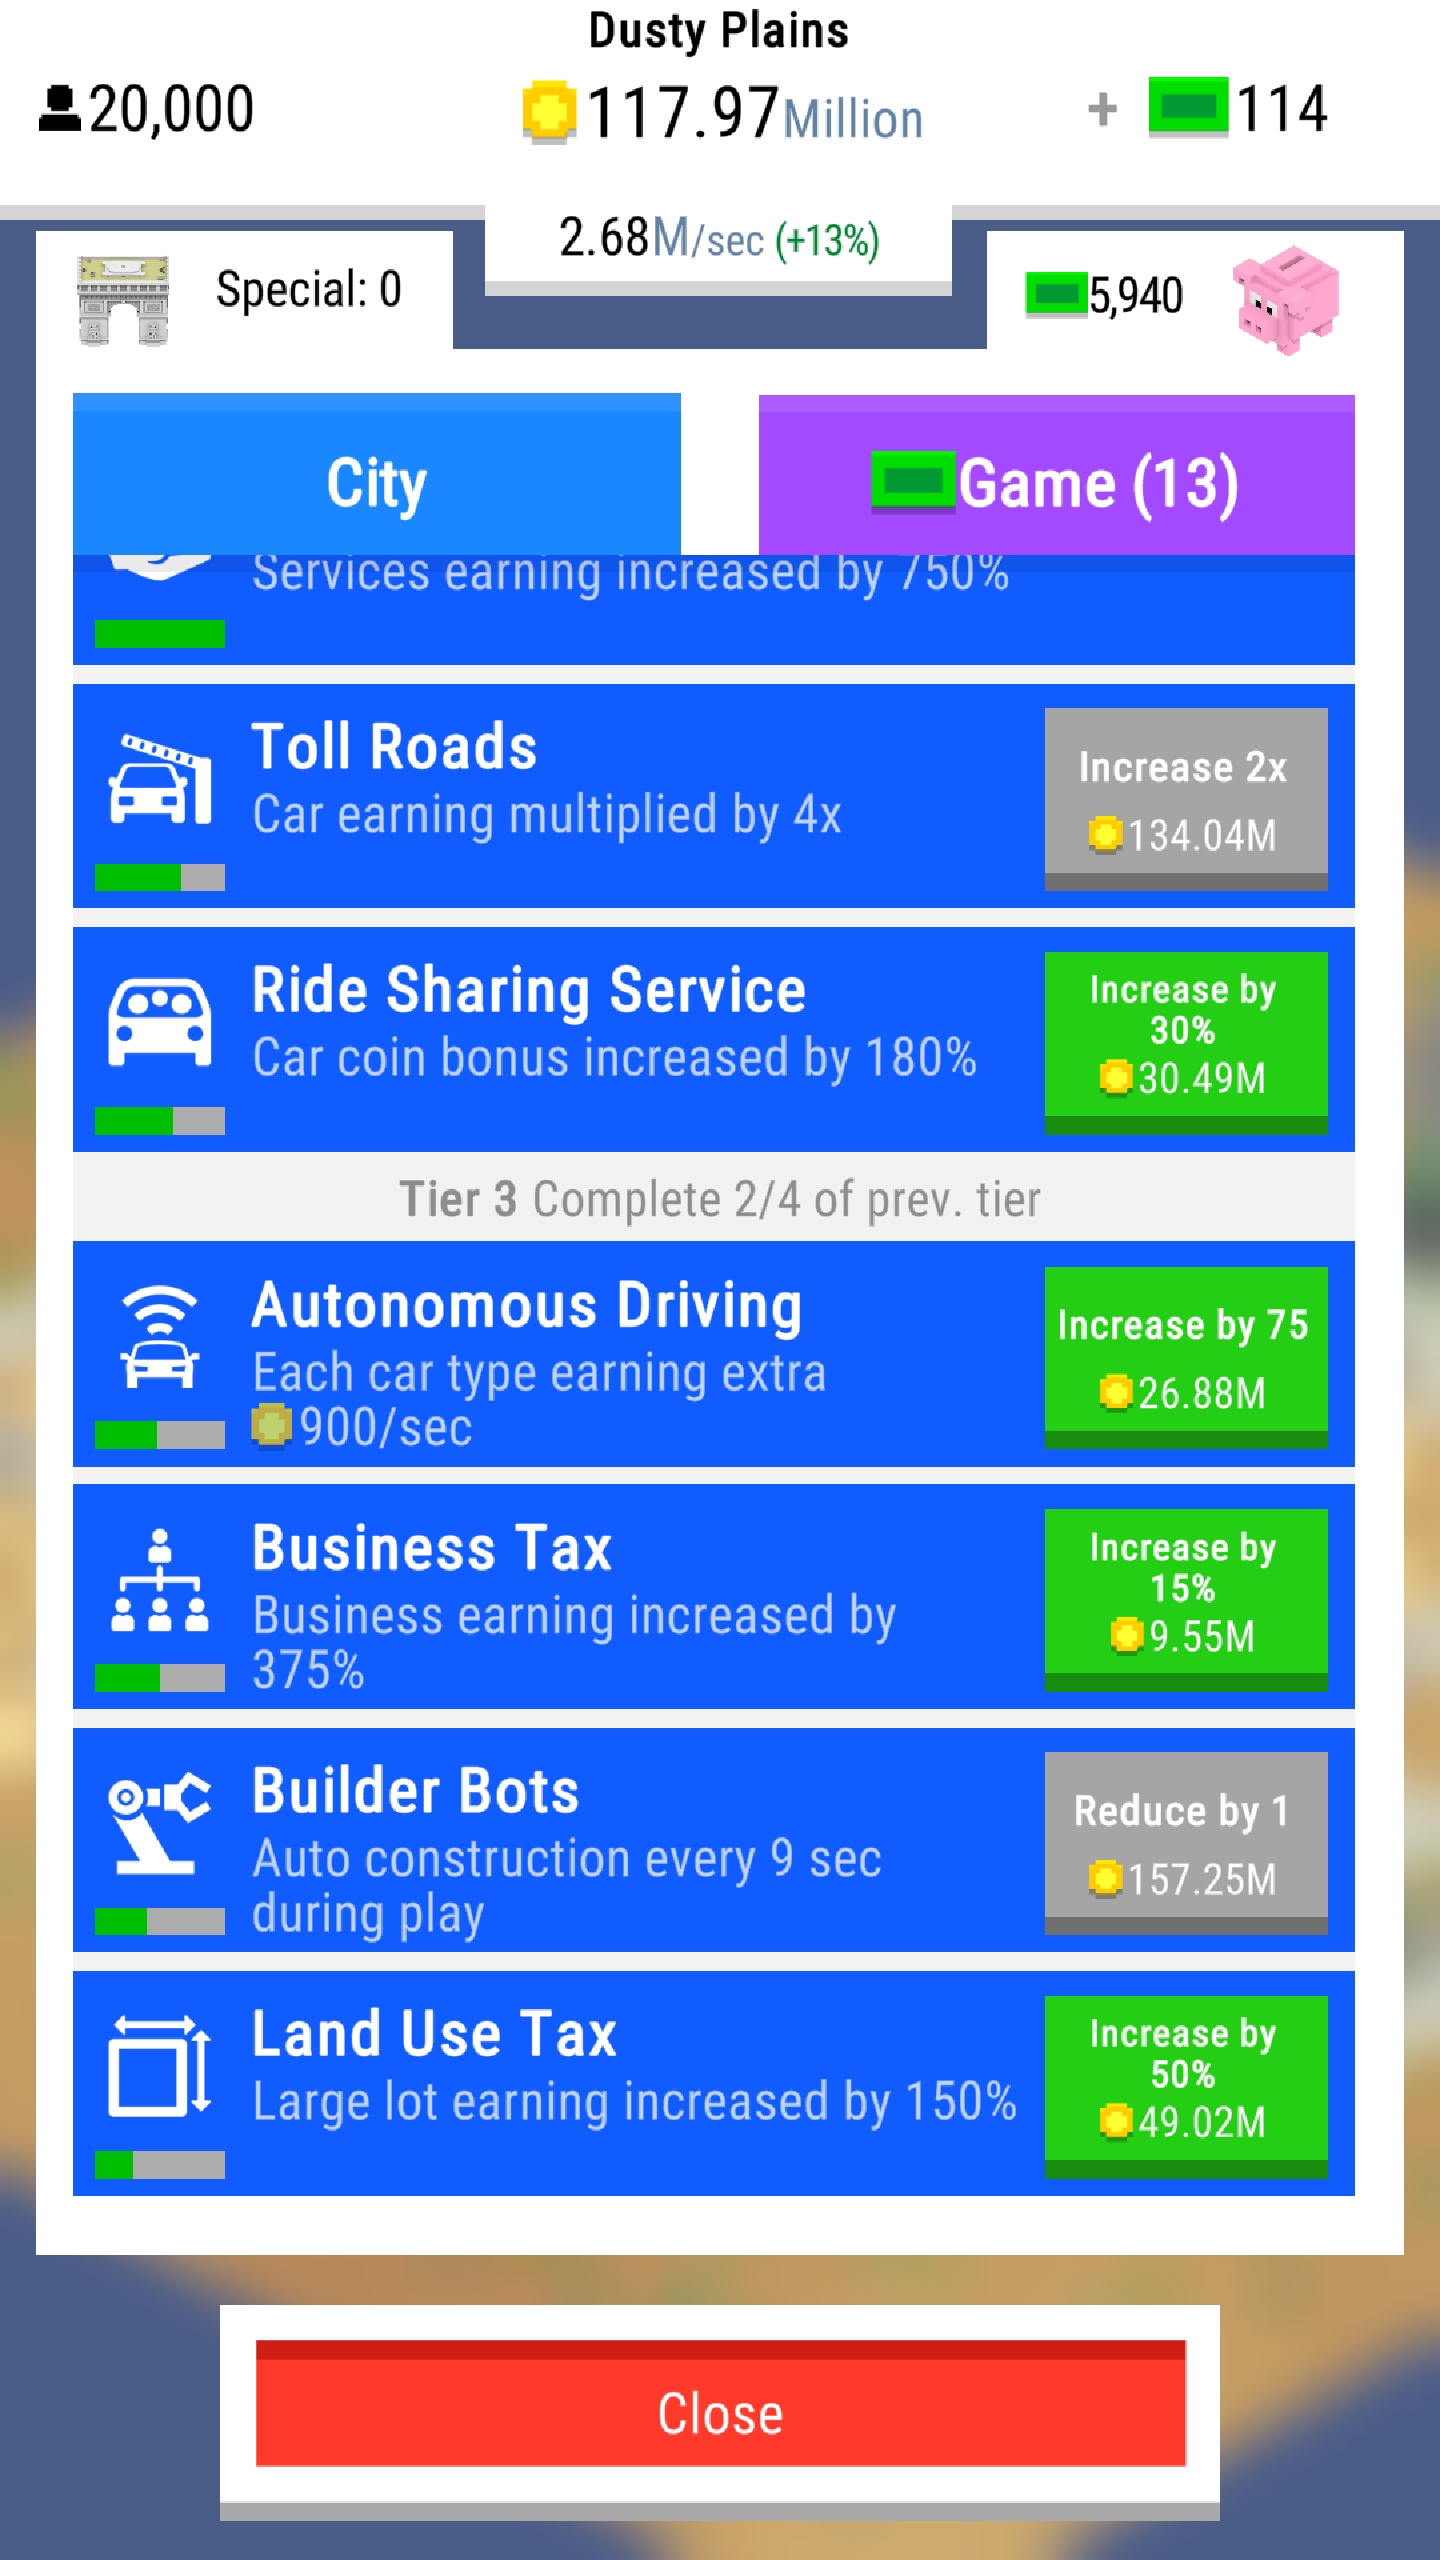 Dusty Plains
20,000
117.97Million
+ 114
2.68M/sec (+13%)
Special: 0
5,940
City
Game (13)
Services earning increased by 750%
Toll Roads
Car earning multiplied by 4x
Increase 2x
134.04M
Ride Sharing Service
Car coin bonus increased by 180%
Increase by
30%
30.49M
Tier 3 Complete 2/4 of prev. tier
Autonomous Driving
Each car type earning extra
900/sec
Increase by 75
26.88M
Business Tax
Business earning increased by
375%
Increase by
15%
9.55M
Builder Bots
Auto construction every 9 sec
during play
Reduce by 1
157.25M
Land Use Tax
Large lot earning increased by 150%
Increase by
50%
49.02M
Close